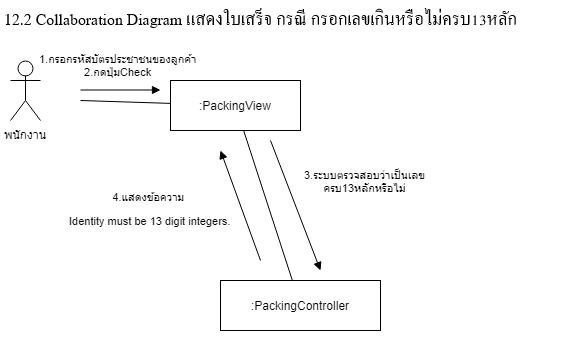 12.2 Collaboration Diagram แสดงใบเสร็จ กรณี กรอกเลขเกินหรือไม่ครบ13หลัก
1.กรอกรหัสบัตรประชาชนของลูกค้า
2.กดปุ่มCheck
:PackingView
พนักงาน
3.ระบบตรวจสอบว่าเป็นเลข
ครบ13หลักหรือไม่
4.แสดงข้อความ
Identity must be 13 digit integers.
:PackingController